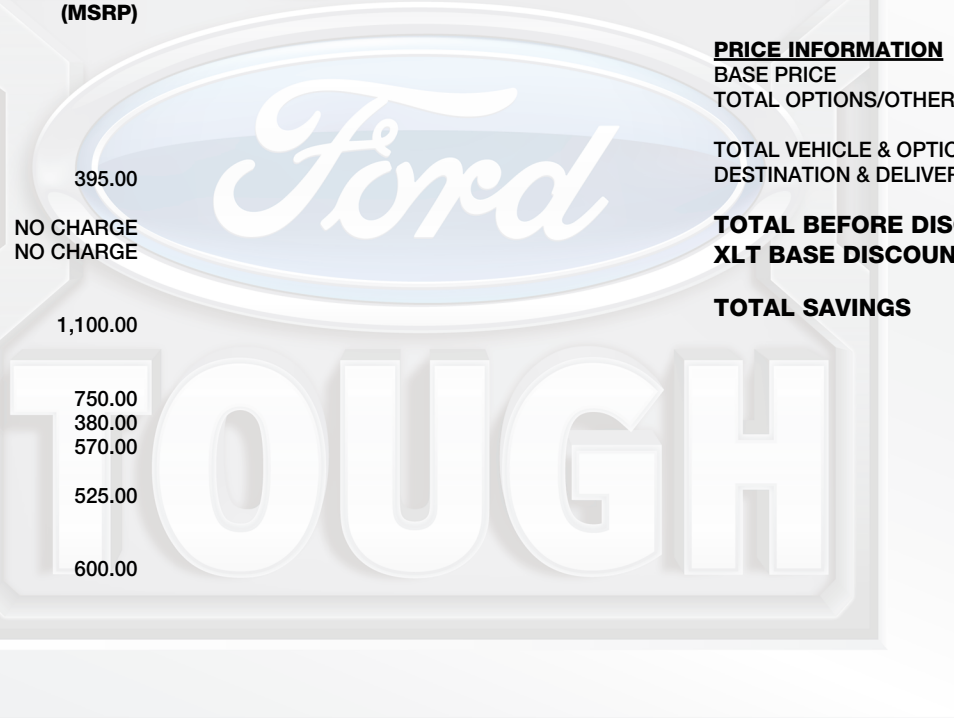 (MSRP)
395.00
NO CHARGE
NO CHARGE
1,100.00
750.00
380.00
570.00
525.00
600.00
PRICE INFORMATION
BASE PRICE
TOTAL OPTIONS/OTHER
TOTAL VEHICLE & OPTIO
DESTINATION & DELIVER
TOTAL BEFORE DISC
XLT BASE DISCOUN
TOTAL SAVINGS
Ford
TOUGH